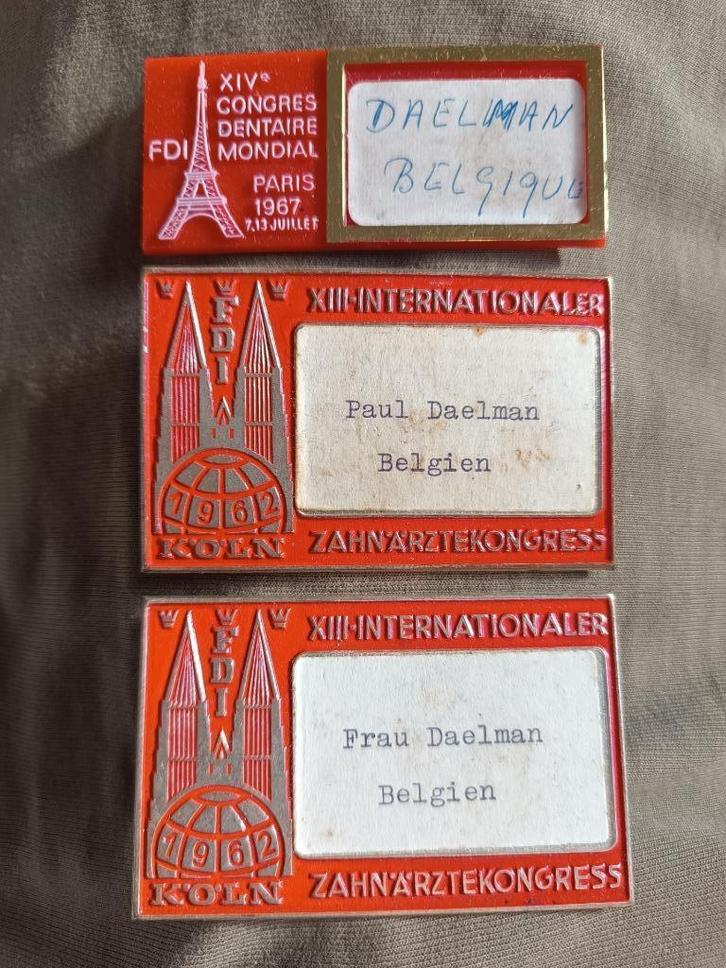 XIVe
CONGRES
DENTAIRE
FDI MONDIAL
PARIS
1967
7.13 JUILLET
DAELMAN
BELGIQUE
FDI
XIII·INTERNATIONALER
Paul Daelman
Belgien
1962
KÖLN
ZAHNÄRZTEKONGRESS
FDI
XIII·INTERNATIONALER
Frau Daelman
Belgien
1962
KÖLN
ZAHNÄRZTEKONGRESS